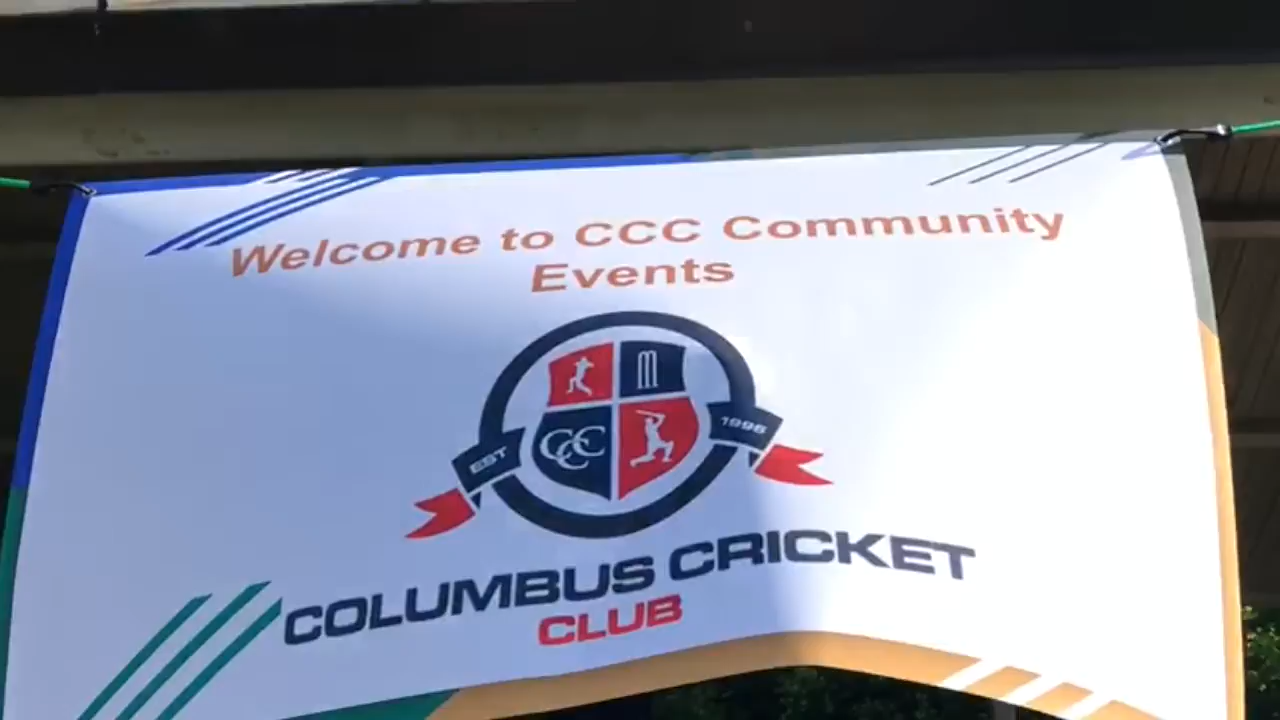 Welcome to CCC Community
Events
EST
1996
CCC
COLUMBUS CRICKET
CLUB